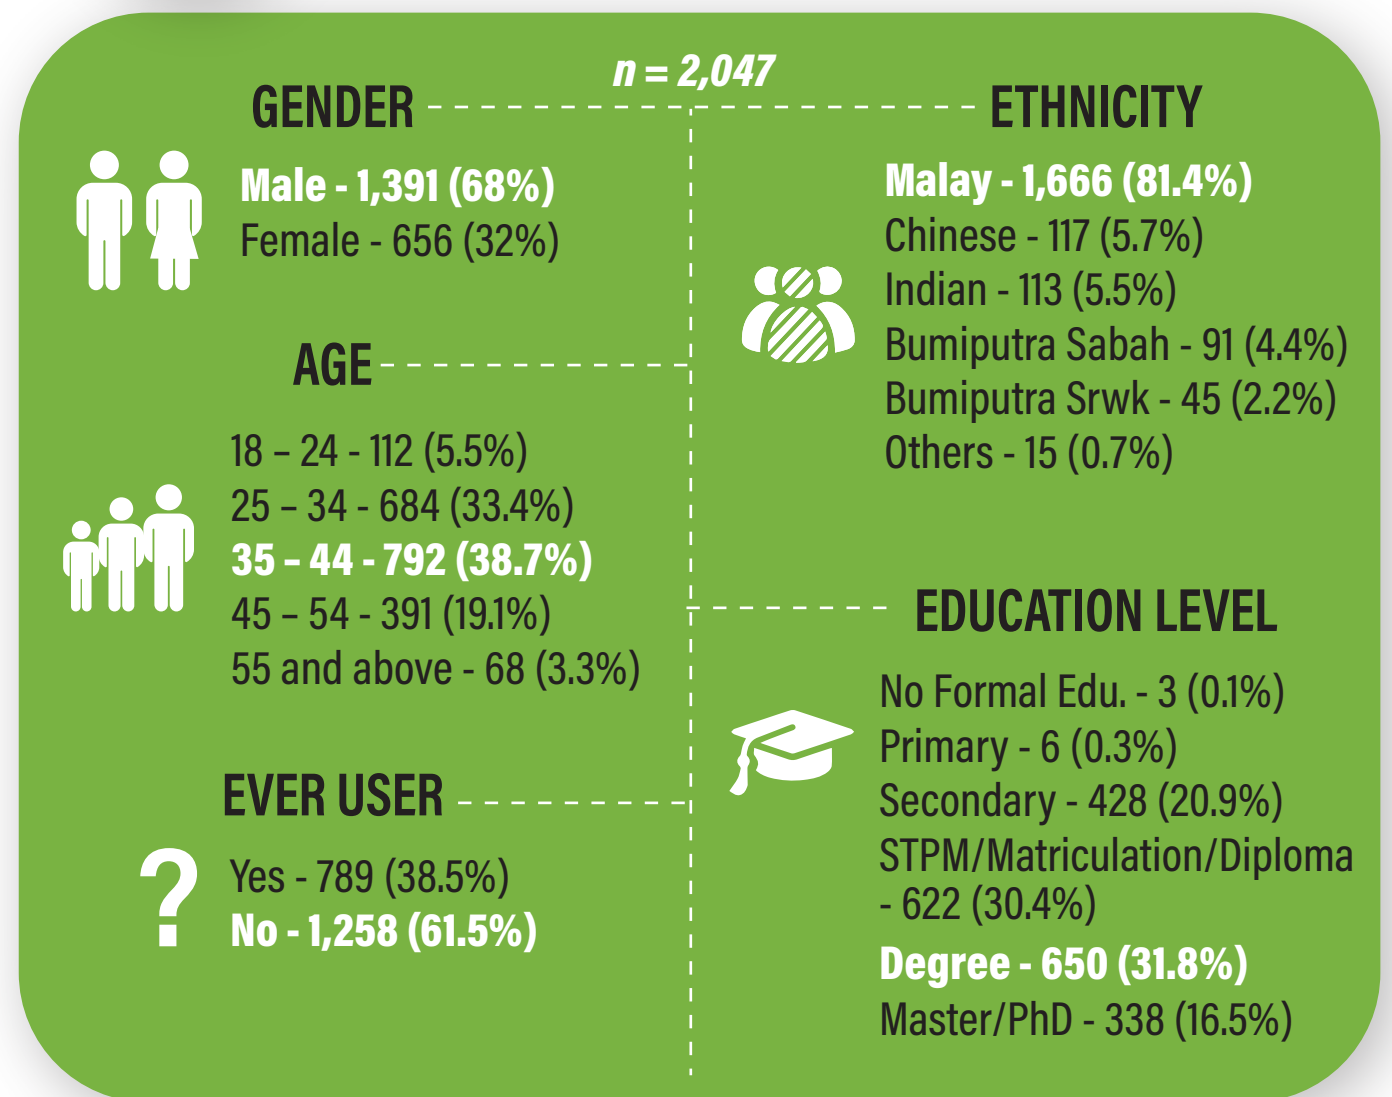 n = 2,047
GENDER
Male - 1,391 (68%)
Female - 656 (32%)
AGE
18 – 24 - 112 (5.5%)
25 – 34 - 684 (33.4%)
35 – 44 - 792 (38.7%)
45 – 54 - 391 (19.1%)
55 and above - 68 (3.3%)
EVER USER
?
Yes - 789 (38.5%)
No - 1,258 (61.5%)
ETHNICITY
Malay - 1,666 (81.4%)
Chinese - 117 (5.7%)
Indian - 113 (5.5%)
Bumiputra Sabah - 91 (4.4%)
Bumiputra Srwk - 45 (2.2%)
Others - 15 (0.7%)
EDUCATION LEVEL
No Formal Edu. - 3 (0.1%)
Primary - 6 (0.3%)
Secondary - 428 (20.9%)
STPM/Matriculation/Diploma
- 622 (30.4%)
Degree - 650 (31.8%)
Master/PhD - 338 (16.5%)